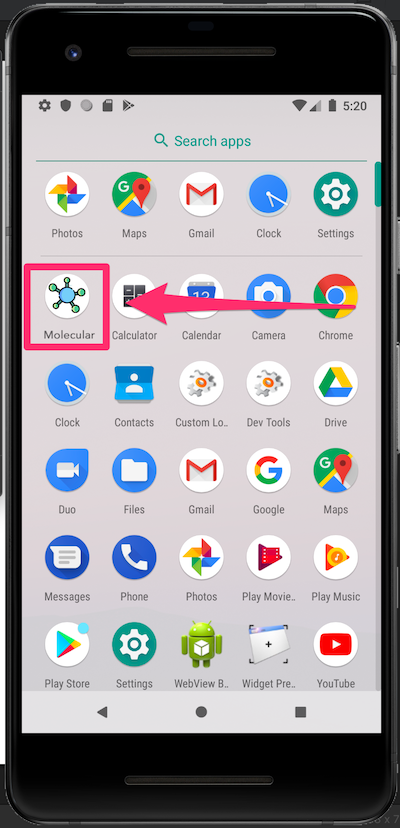 5:20
Search apps
Photos Maps Gmail Clock Settings
Molecular Calculator Calendar Camera Chrome
Clock Contacts Custom Lo.. Dev Tools Drive
Duo Files Gmail Google Maps
Messages Phone Photos Play Movie.. Play Music
Play Store Settings WebView B.. Widget Pre.. YouTube